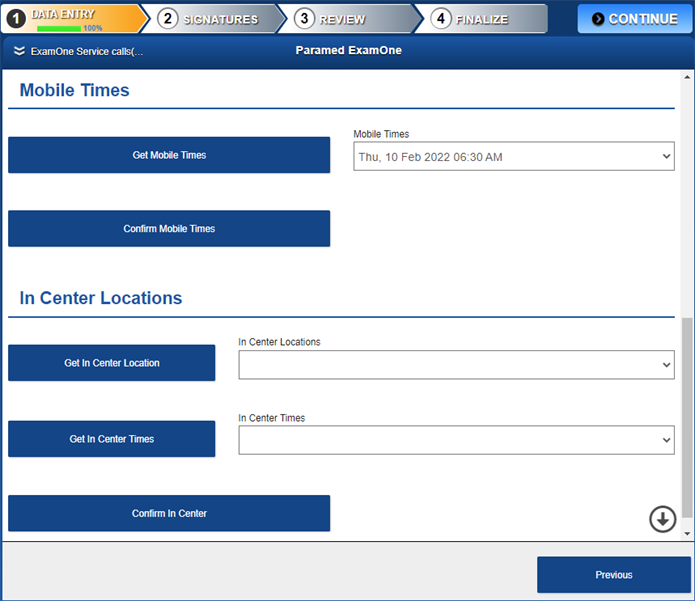 1 DATA ENTRY 100%
2 SIGNATURES
3 REVIEW
4 FINALIZE
CONTINUE
ExamOne Service calls(...
Paramed ExamOne
Mobile Times
Mobile Times
Get Mobile Times
Thu, 10 Feb 2022 06:30 AM
Confirm Mobile Times
In Center Locations
In Center Locations
Get In Center Location
In Center Times
Get In Center Times
Confirm In Center
Previous